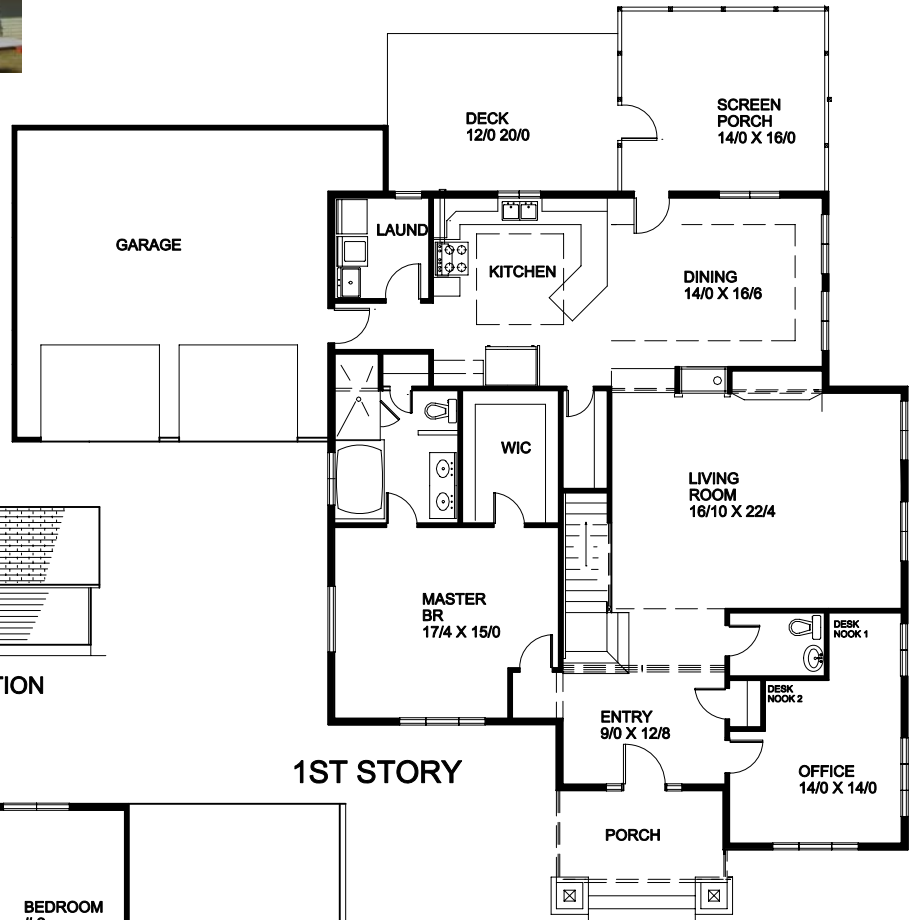 SCREEN
PORCH
14/0 X 16/0
DECK
12/0 20/0
GARAGE
LAUND
KITCHEN
DINING
14/0 X 16/6
WIC
LIVING
ROOM
16/10 X 22/4
MASTER
BR
17/4 X 15/0
DESK
NOOK 1
DESK
NOOK 2
TION
ENTRY
9/0 X 12/8
1ST STORY
OFFICE
14/0 X 14/0
PORCH
BEDROOM